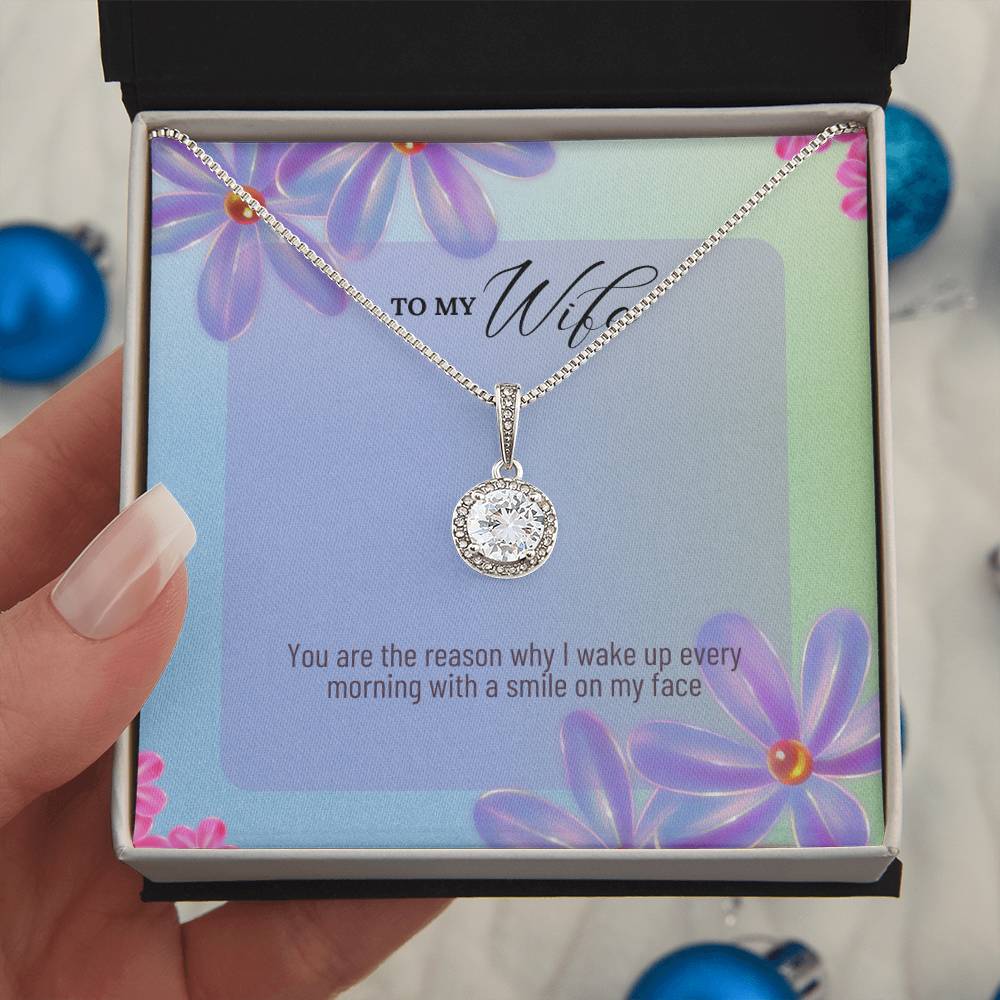 TO MY Wife
You are the reason why I wake up every
morning with a smile on my face